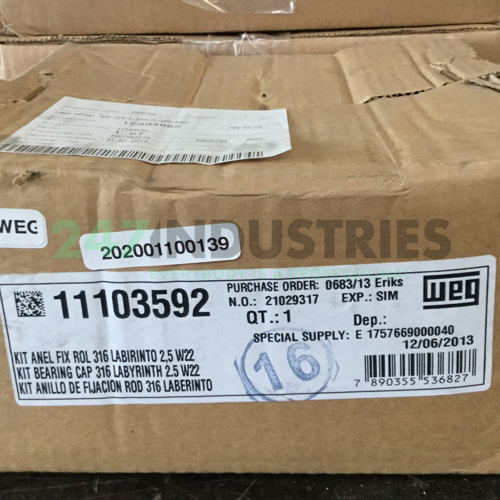 WEG
202001100139
247INDUSTRIES
11103592
PURCHASE ORDER: 0683/13 Eriks
N.O.: 21029317 EXP.: SIM
QT.: 1 Dep.:
SPECIAL SUPPLY: E 1757669000040
12/06/2013
WEG
KIT ANEL FIX ROL 316 LABIRINTO 2,5 W22
KIT BEARING CAP 316 LABYRINTH 2.5 W22
KIT ANILLO DE FIJACIÓN ROD 316 LABERINTO
16
7 890355 536827